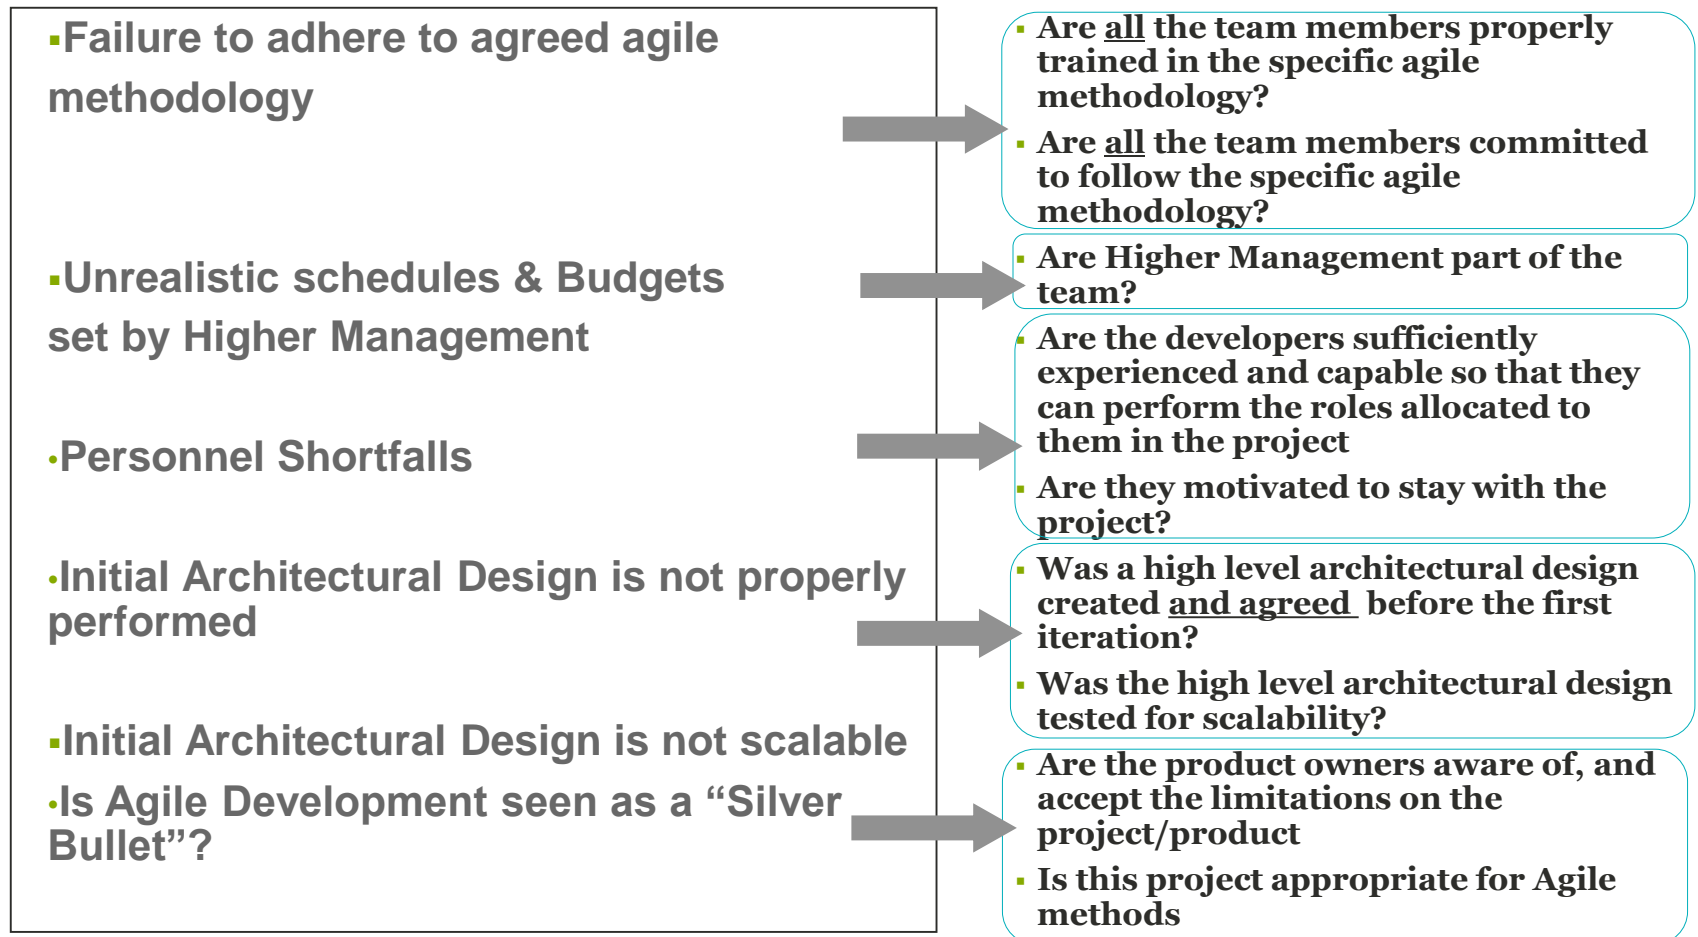 ▪Failure to adhere to agreed agile
methodology
▪Unrealistic schedules & Budgets
set by Higher Management
•Personnel Shortfalls
•Initial Architectural Design is not properly
performed
▪Initial Architectural Design is not scalable
•Is Agile Development seen as a “Silver
Bullet”?
▪ Are all the team members properly
trained in the specific agile
methodology?
▪ Are all the team members committed
to follow the specific agile
methodology?
▪ Are Higher Management part of the
team?
▪ Are the developers sufficiently
experienced and capable so that they
can perform the roles allocated to
them in the project
▪ Are they motivated to stay with the
project?
▪ Was a high level architectural design
created and agreed before the first
iteration?
▪ Was the high level architectural design
tested for scalability?
▪ Are the product owners aware of, and
accept the limitations on the
project/product
▪ Is this project appropriate for Agile
methods